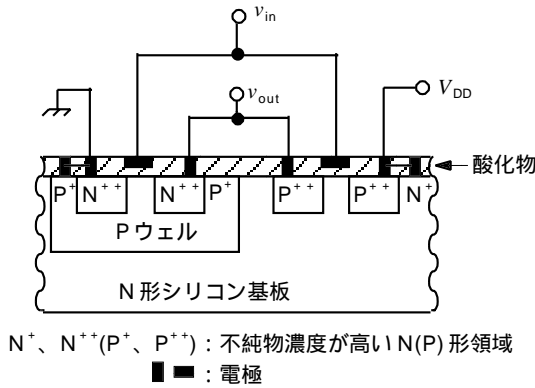 v_in
v_out
V_DD
酸化物
P⁺ N⁺⁺ N⁺⁺ P⁺ P⁺⁺ P⁺⁺ N⁺
Pウェル
N形シリコン基板
N⁺、N⁺⁺(P⁺、P⁺⁺)：不純物濃度が高いN(P)形領域
：電極